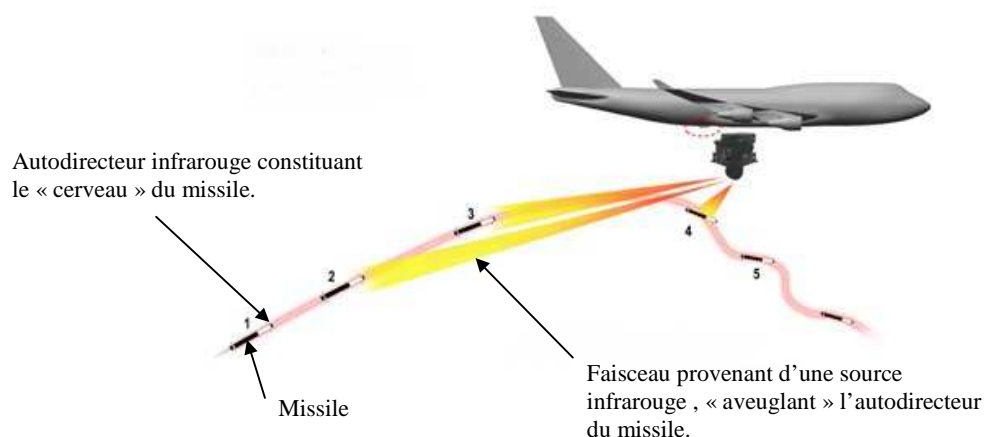 Autodirecteur infrarouge constituant
le « cerveau » du missile.
3
4
2
5
1
Missile
Faisceau provenant d’une source
infrarouge , « aveuglant » l’autodirecteur
du missile.